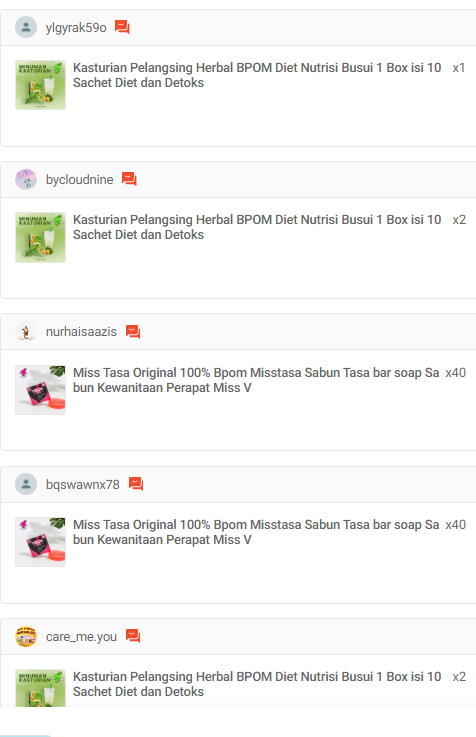 ylgyrak59o
MINUMAN
KASTURIAN
Kasturian Pelangsing Herbal BPOM Diet Nutrisi Busui 1 Box isi 10 x1
Sachet Diet dan Detoks
bycloudnine
MINUMAN
KASTURIAN
Kasturian Pelangsing Herbal BPOM Diet Nutrisi Busui 1 Box isi 10 x2
Sachet Diet dan Detoks
nurhaisaazis
Miss Tasa Original 100% Bpom Misstasa Sabun Tasa bar soap Sa x40
bun Kewanitaan Perapat Miss V
bqswawnx78
Miss Tasa Original 100% Bpom Misstasa Sabun Tasa bar soap Sa x40
bun Kewanitaan Perapat Miss V
care_me.you
MINUMAN
KASTURIAN
Kasturian Pelangsing Herbal BPOM Diet Nutrisi Busui 1 Box isi 10 x2
Sachet Diet dan Detoks